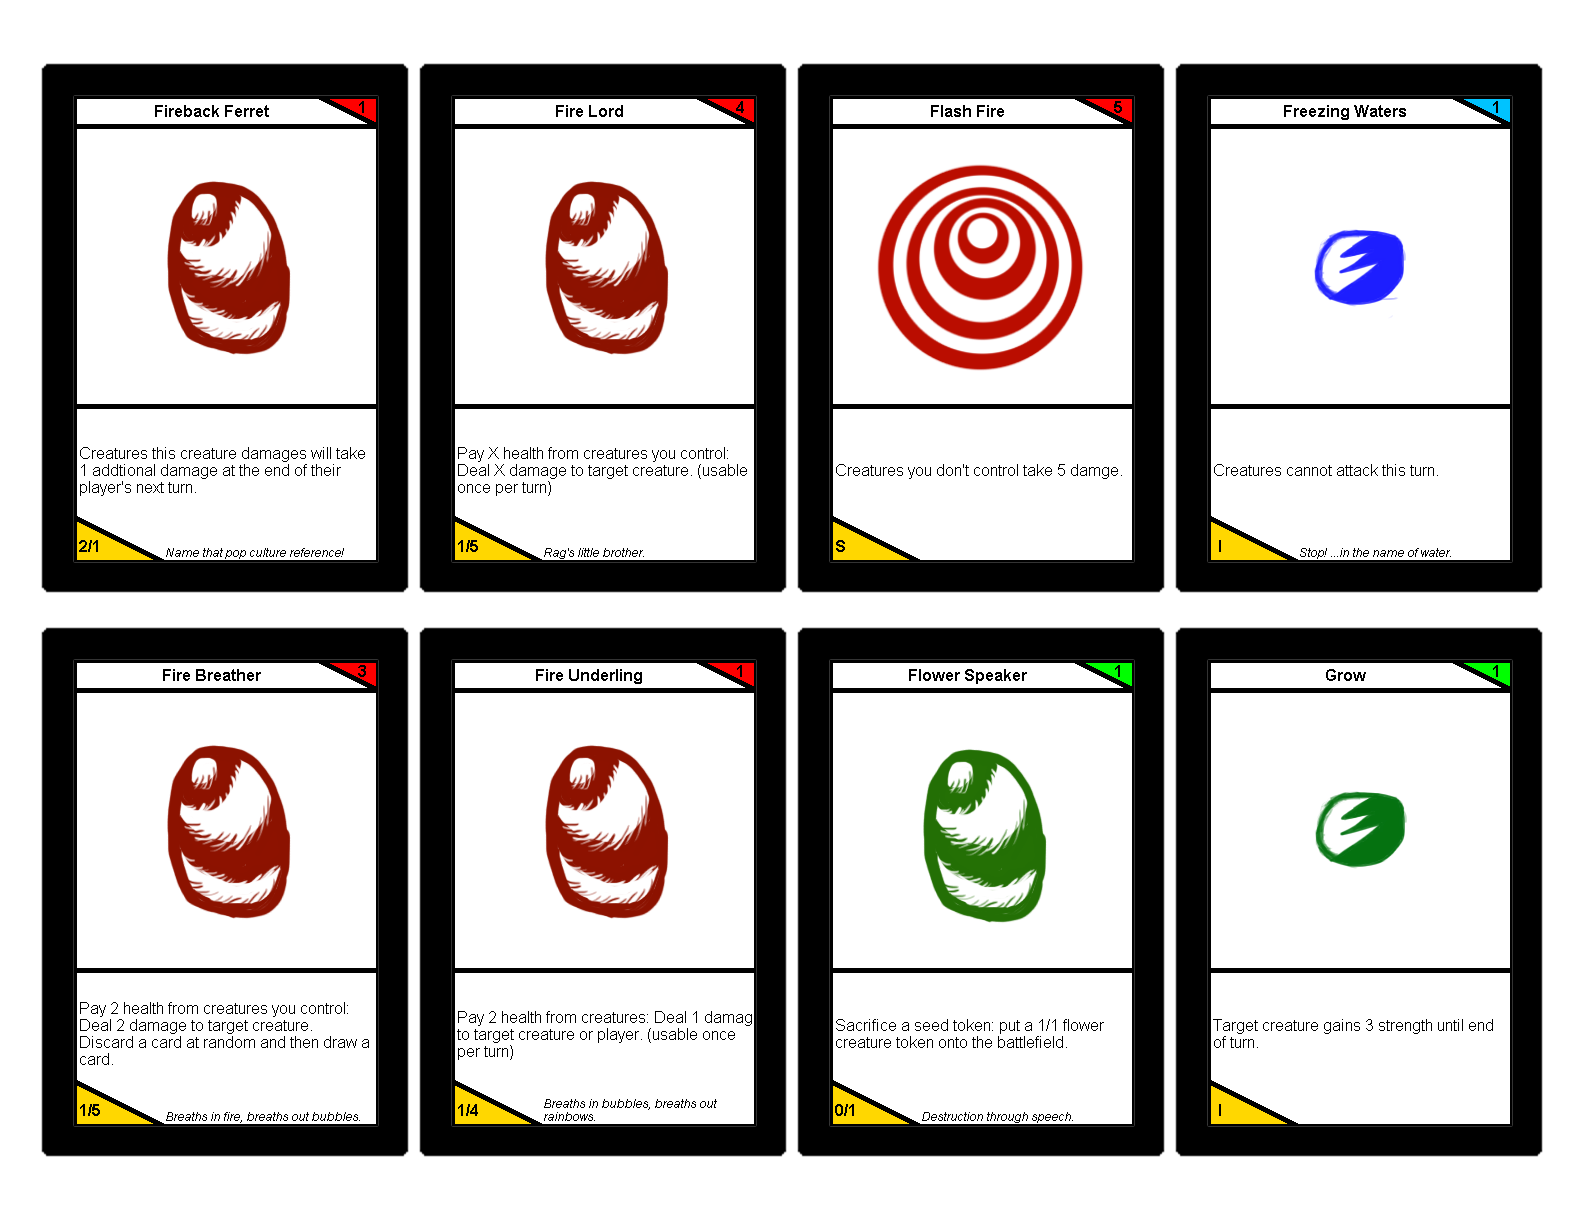 Fireback Ferret 1
Creatures this creature damages will take
1 addtional damage at the end of their
player's next turn.
2/1
Name that pop culture reference!
Fire Lord 4
Pay X health from creatures you control:
Deal X damage to target creature. (usable
once per turn)
1/5
Rag's little brother.
Flash Fire 5
Creatures you don't control take 5 damge.
S
Freezing Waters 1
Creatures cannot attack this turn.
I
Stop! ...in the name of water.
Fire Breather 3
Pay 2 health from creatures you control:
Deal 2 damage to target creature.
Discard a card at random and then draw a
card.
1/5
Breaths in fire, breaths out bubbles.
Fire Underling 1
Pay 2 health from creatures: Deal 1 damag
to target creature or player. (usable once
per turn)
1/4
Breaths in bubbles, breaths out
rainbows.
Flower Speaker 1
Sacrifice a seed token: put a 1/1 flower
creature token onto the battlefield.
0/1
Destruction through speech.
Grow 1
Target creature gains 3 strength until end
of turn.
I